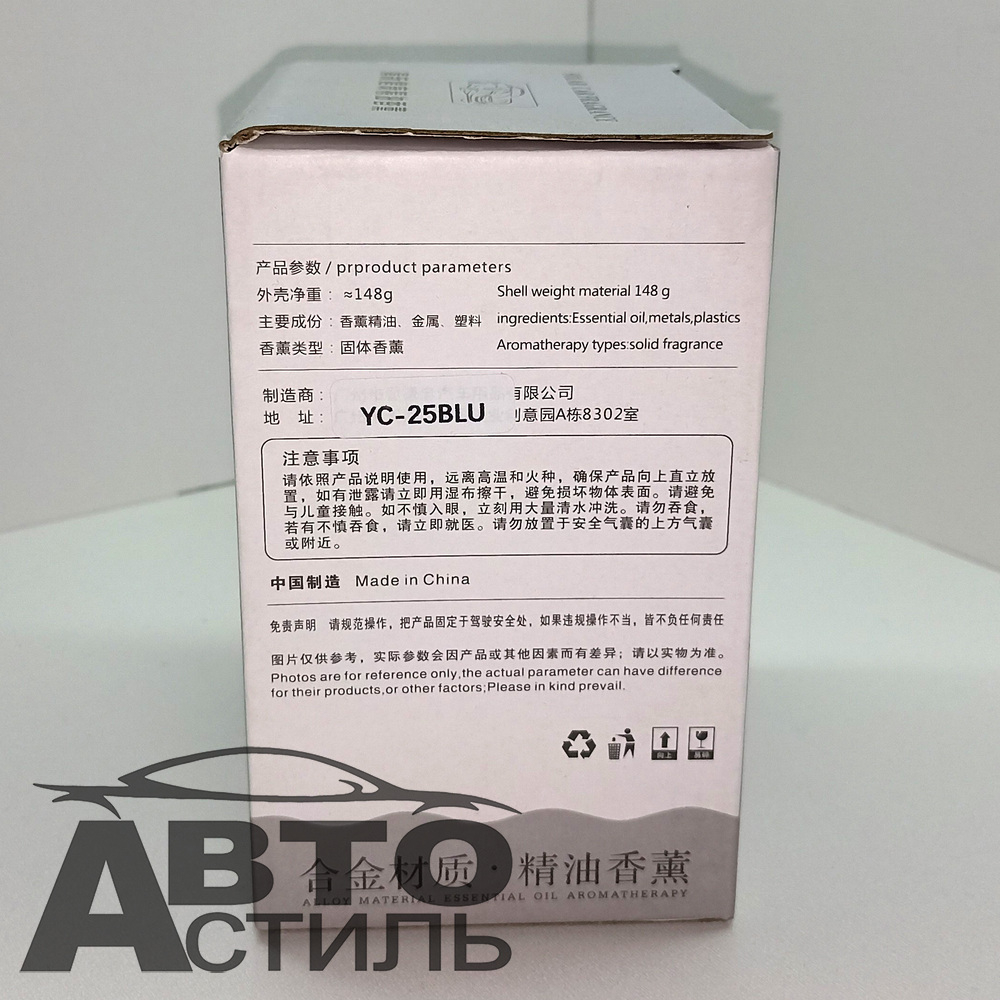 产品参数 / prproduct parameters
外壳净重：≈148g Shell weight material 148 g
主要成份：香薰精油、金属、塑料 ingredients:Essential oil,metals,plastics
香薰类型：固体香薰 Aromatherapy types:solid fragrance
制造商： 有限公司
地 址： YC-25BLU 创意园A栋8302室
注意事项
请依照产品说明使用，远离高温和火种，确保产品向上直立放
置，如有泄露请立即用湿布擦干，避免损坏物体表面。请避免
与儿童接触。如不慎入眼，立刻用大量清水冲洗。请勿吞食，
若有不慎吞食，请立即就医。请勿放置于安全气囊的上方气囊
或附近。
中国制造 Made in China
免责声明 请规范操作，把产品固定于驾驶安全处，如果违规操作不当，皆不负任何责任
图片仅供参考，实际参数会因产品或其他因素而有差异；请以实物为准。
Photos are for reference only,the actual parameter can have difference
for their products,or other factors;Please in kind prevail.
向上
合金材质·精油香薰
ALLOY MATERIAL ESSENTIAL OIL AROMATHERAPY
АВТО
СТИЛЬ